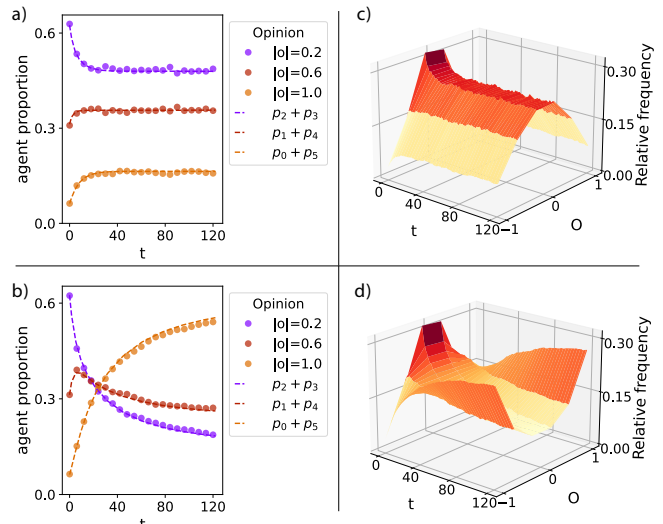 a)
0.6
0.3
0.0
agent proportion
0
40
80
120
t
Opinion
|o|=0.2
|o|=0.6
|o|=1.0
p2 + p3
p1 + p4
p0 + p5
c)
0.30
0.15
0.00
Relative frequency
0
40
80
120
t
−1
0
1
O
b)
0.6
0.3
0.0
agent proportion
0
40
80
120
t
Opinion
|o|=0.2
|o|=0.6
|o|=1.0
p2 + p3
p1 + p4
p0 + p5
d)
0.30
0.15
0.00
Relative frequency
0
40
80
120
t
−1
0
1
O